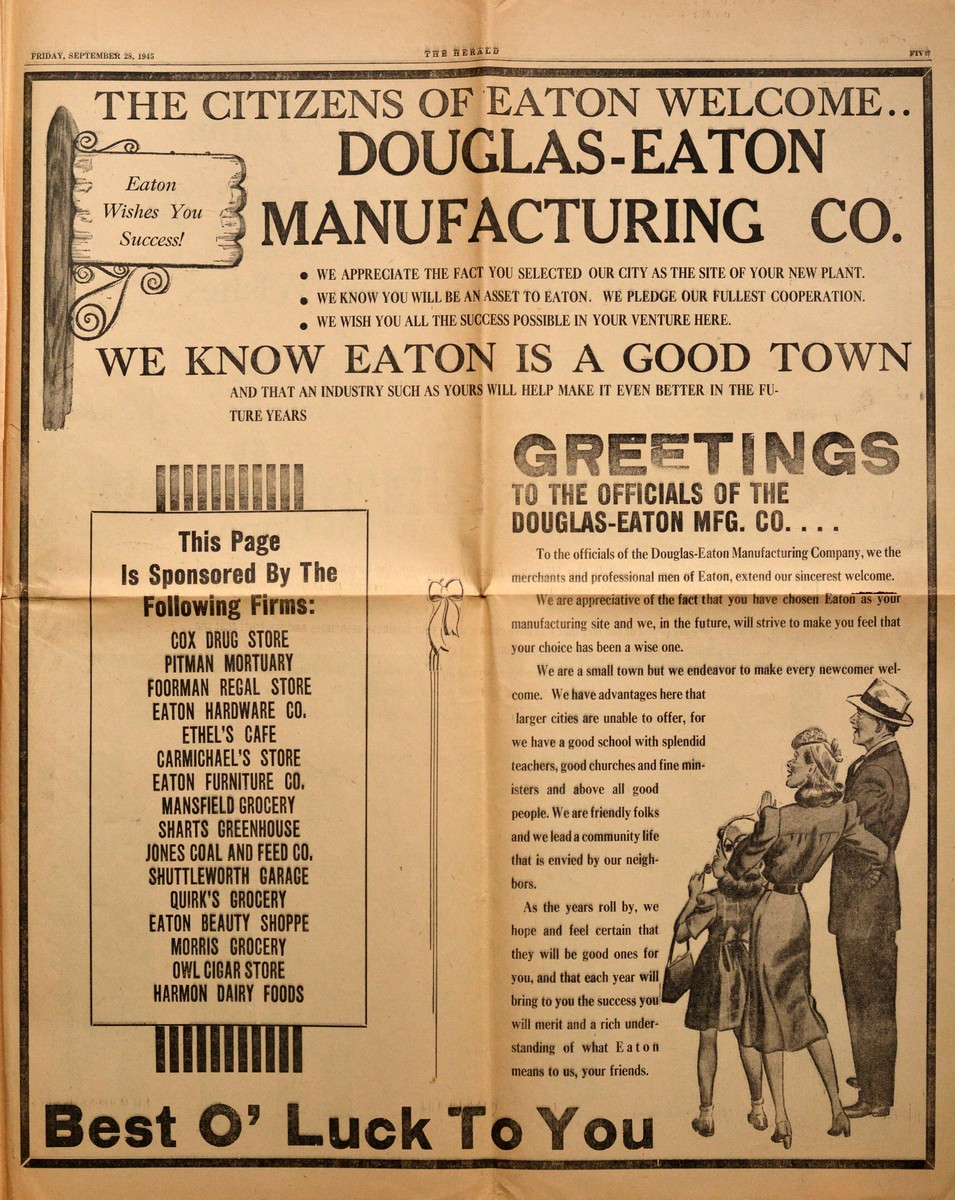 FRIDAY, SEPTEMBER 28, 1945
THE HERALD
FIVE
THE CITIZENS OF EATON WELCOME..
DOUGLAS-EATON
MANUFACTURING CO.
Eaton
Wishes You
Success!
● WE APPRECIATE THE FACT YOU SELECTED OUR CITY AS THE SITE OF YOUR NEW PLANT.
● WE KNOW YOU WILL BE AN ASSET TO EATON. WE PLEDGE OUR FULLEST COOPERATION.
● WE WISH YOU ALL THE SUCCESS POSSIBLE IN YOUR VENTURE HERE.
WE KNOW EATON IS A GOOD TOWN
AND THAT AN INDUSTRY SUCH AS YOURS WILL HELP MAKE IT EVEN BETTER IN THE FU-
TURE YEARS
This Page
Is Sponsored By The
Following Firms:
COX DRUG STORE
PITMAN MORTUARY
FOORMAN REGAL STORE
EATON HARDWARE CO.
ETHEL'S CAFE
CARMICHAEL'S STORE
EATON FURNITURE CO.
MANSFIELD GROCERY
SHARTS GREENHOUSE
JONES COAL AND FEED CO.
SHUTTLEWORTH GARAGE
QUIRK'S GROCERY
EATON BEAUTY SHOPPE
MORRIS GROCERY
OWL CIGAR STORE
HARMON DAIRY FOODS
GREETINGS
TO THE OFFICIALS OF THE
DOUGLAS-EATON MFG. CO. . . .
To the officials of the Douglas-Eaton Manufacturing Company, we the
merchants and professional men of Eaton, extend our sincerest welcome.
We are appreciative of the fact that you have chosen Eaton as your
manufacturing site and we, in the future, will strive to make you feel that
your choice has been a wise one.
We are a small town but we endeavor to make every newcomer wel-
come. We have advantages here that
larger cities are unable to offer, for
we have a good school with splendid
teachers, good churches and fine min-
isters and above all good
people. We are friendly folks
and we lead a community life
that is envied by our neigh-
bors.
As the years roll by, we
hope and feel certain that
they will be good ones for
you, and that each year will
bring to you the success you
will merit and a rich under-
standing of what Eaton
means to us, your friends.
Best O' Luck To You